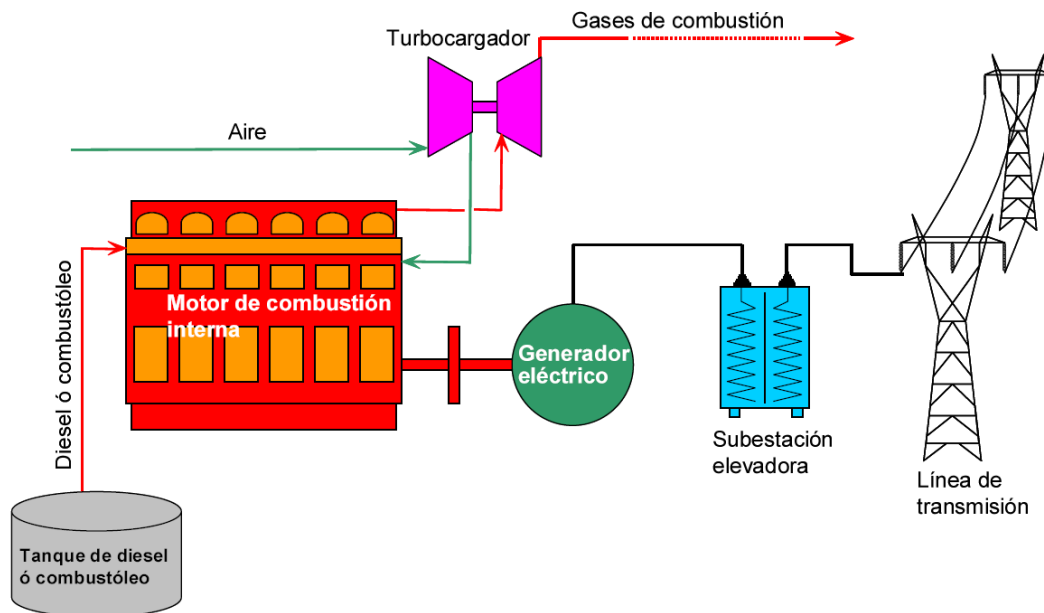 Gases de combustión
Turbocargador
Aire
Motor de combustión
interna
Diesel ó combustóleo
Generador
eléctrico
Subestación
elevadora
Línea de
transmisión
Tanque de diesel
ó combustóleo